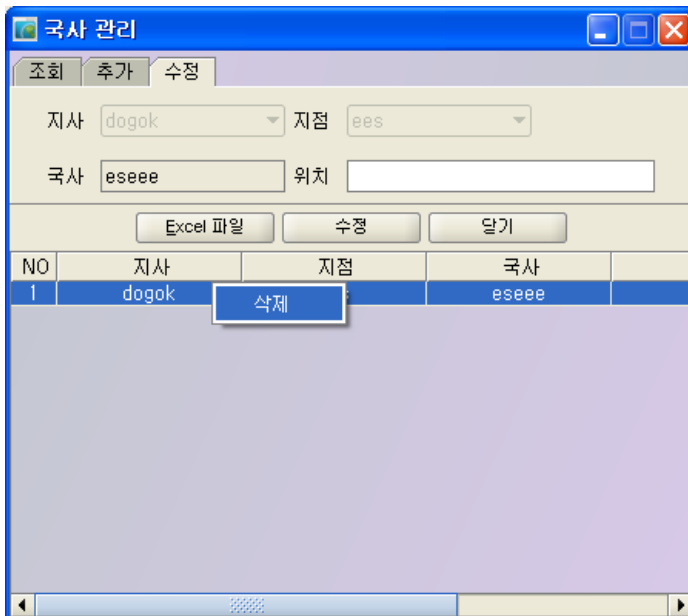 국사 관리
조회 추가 수정
지사 dogok 지점 ees
국사 eseee 위치
Excel 파일 수정 닫기
NO 지사 지점 국사
1 dogok s eseee
삭제